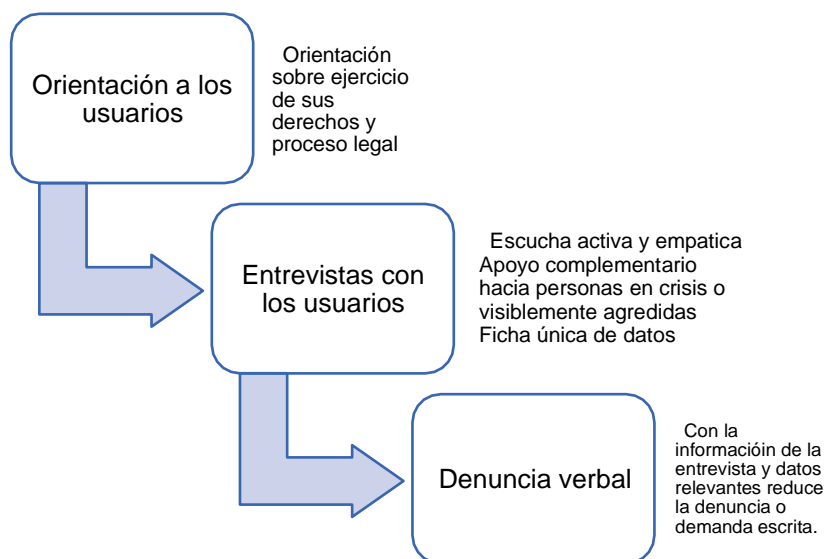 Orientación a los
usuarios
Orientación
sobre ejercicio
de sus
derechos y
proceso legal
Entrevistas con
los usuarios
Escucha activa y empatica
Apoyo complementario
hacia personas en crisis o
visiblemente agredidas
Ficha única de datos
Denuncia verbal
Con la
informacióin de la
entrevista y datos
relevantes reduce
la denuncia o
demanda escrita.